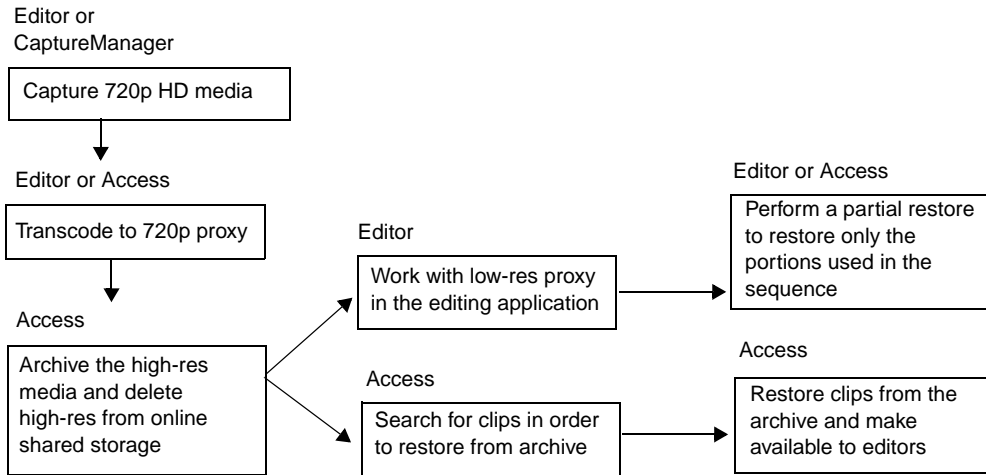 Editor or
CaptureManager
Capture 720p HD media
Editor or Access
Transcode to 720p proxy
Access
Archive the high-res
media and delete
high-res from online
shared storage
Editor
Work with low-res proxy
in the editing application
Access
Search for clips in order
to restore from archive
Editor or Access
Perform a partial restore
to restore only the
portions used in the
sequence
Access
Restore clips from the
archive and make
available to editors